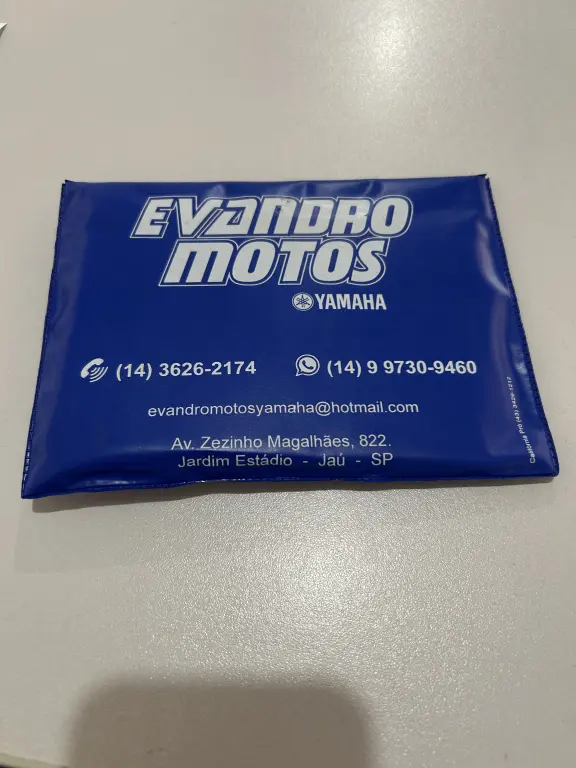 EVANDRO
MOTOS
YAMAHA
(14) 3626-2174 (14) 9 9730-9460
evandromotosyamaha@hotmail.com
Av. Zezinho Magalhães, 822.
Jardim Estádio - Jaú - SP